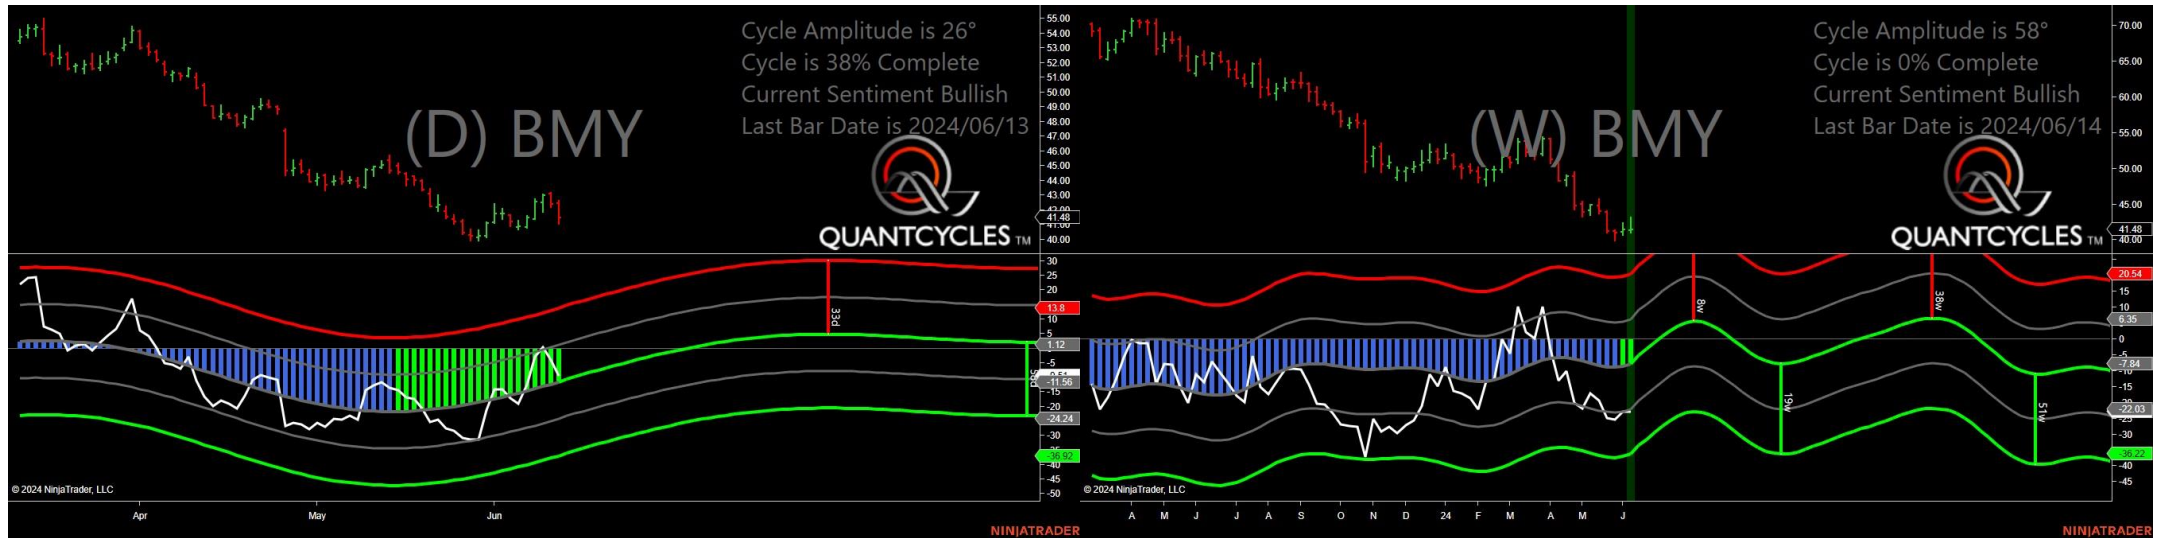 Cycle Amplitude is 26°
Cycle is 38% Complete
Current Sentiment Bullish
Last Bar Date is 2024/06/13
(D) BMY
QUANTCYCLES TM
55.00
54.00
53.00
52.00
51.00
50.00
49.00
48.00
47.00
46.00
45.00
44.00
43.00
41.48
40.00
30
25
20
13.8
10
5
1.12
-5
-11.56
-15
-20
-24.24
-30
-36.92
-40
-45
-50
33d
© 2024 NinjaTrader, LLC
Apr
May
Jun
NINJATRADER
Cycle Amplitude is 58°
Cycle is 0% Complete
Current Sentiment Bullish
Last Bar Date is 2024/06/14
(W) BMY
QUANTCYCLES TM
70.00
65.00
60.00
55.00
50.00
45.00
41.48
40.00
20.54
15
10
6.35
0
-5
-7.84
-15
-22.03
-25
-30
-36.22
-40
-45
8w
19w
38w
51w
© 2024 NinjaTrader, LLC
A M J J A S O N D 24 F M A M J
NINJATRADER